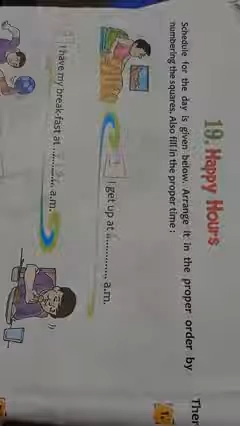 19. Happy Hours
Schedule for the day is given below. Arrange it in the proper order by
numbering the squares. Also fill in the proper time :
I get up at ............. a.m.
I have my breakfast at ............. a.m.